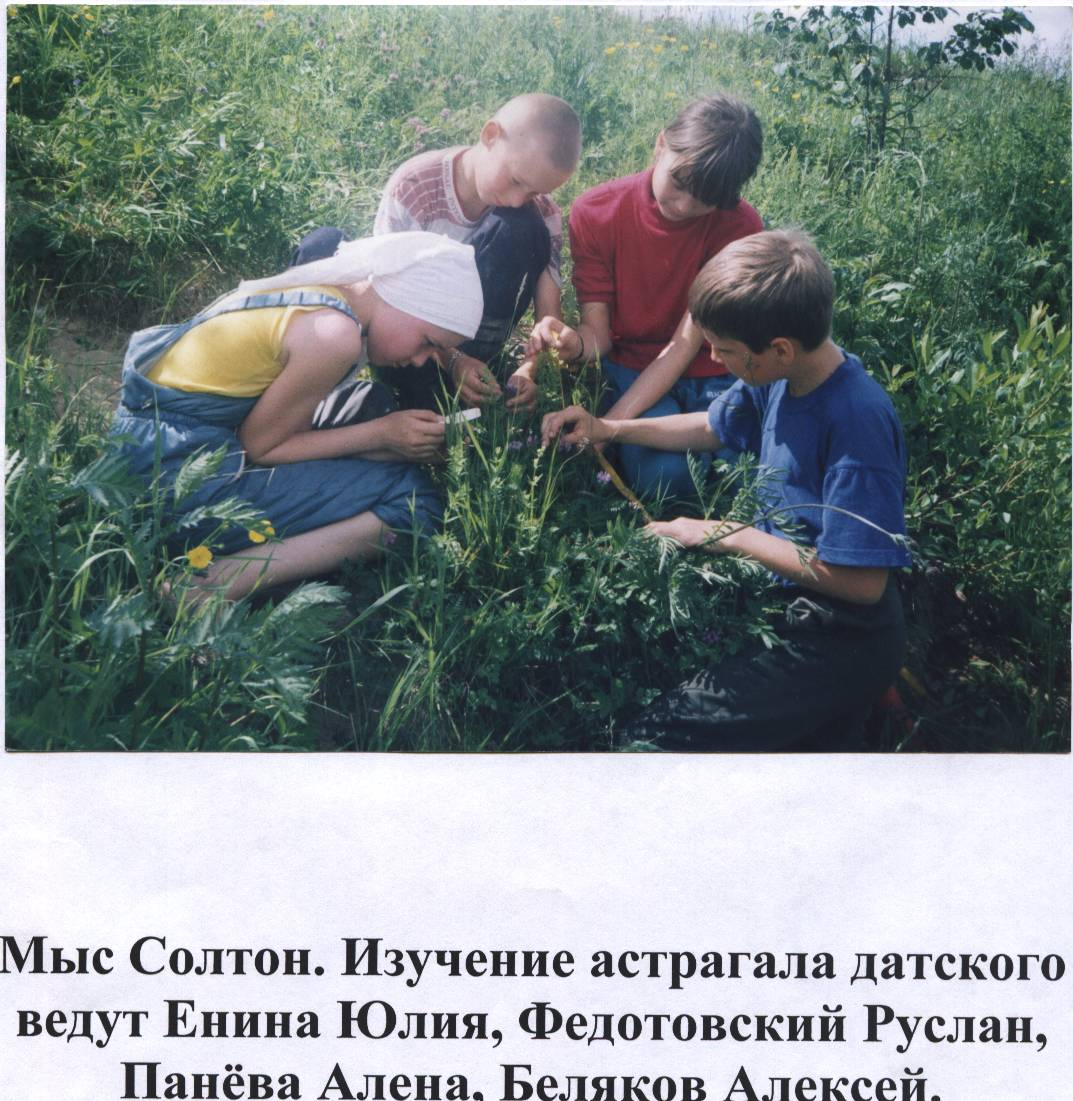 Мыс Солтон. Изучение астрагала датского
ведут Енина Юлия, Федотовский Руслан,
Панёва Алена, Беляков Алексей.